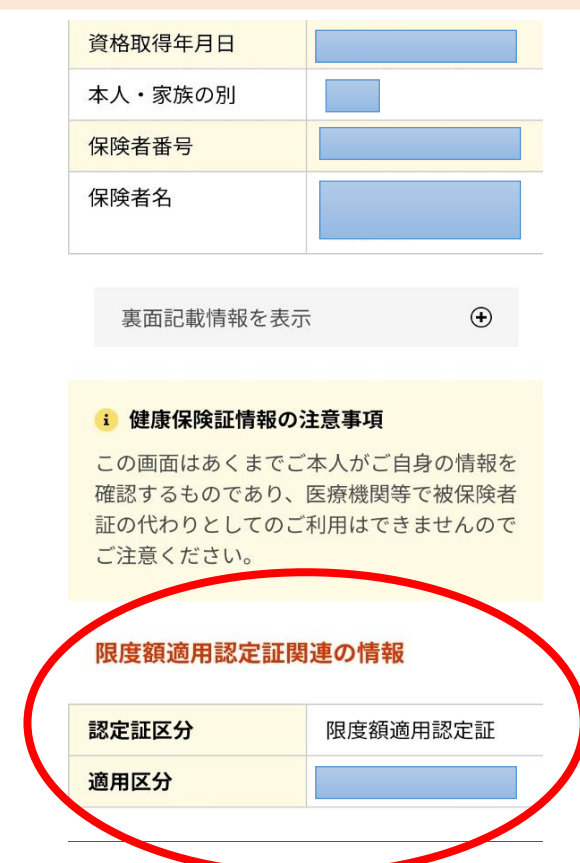 資格取得年月日
本人・家族の別
保険者番号
保険者名
裏面記載情報を表示
健康保険証情報の注意事項
この画面はあくまでご本人がご自身の情報を
確認するものであり、医療機関等で被保険者
証の代わりとしてのご利用はできませんので
ご注意ください。
限度額適用認定証関連の情報
認定証区分 限度額適用認定証
適用区分